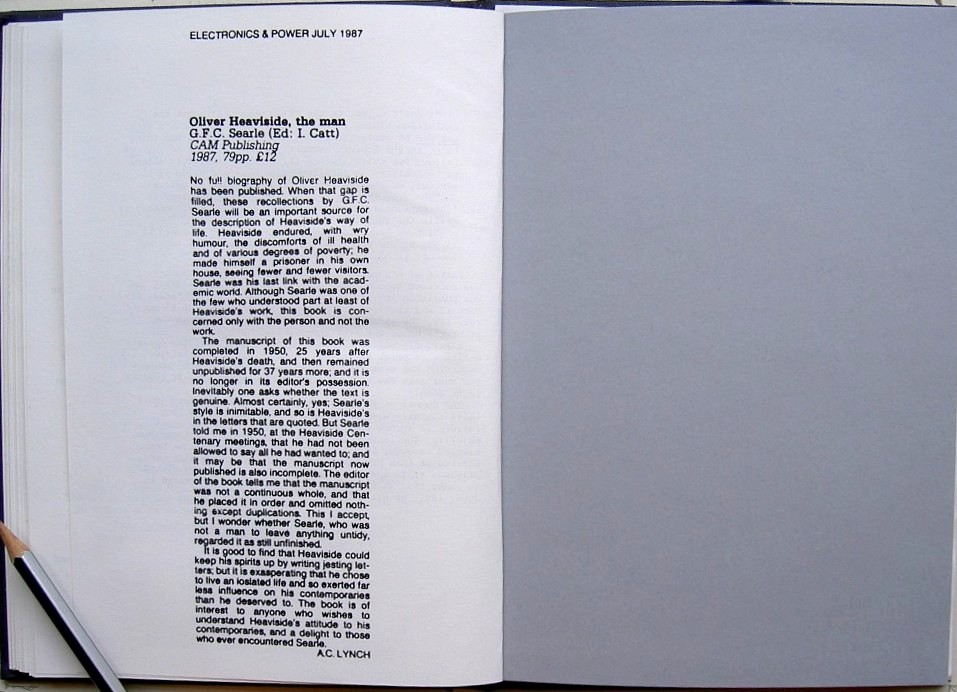 ELECTRONICS & POWER JULY 1987
Oliver Heaviside, the man
G.F.C. Searle (Ed: I. Catt)
CAM Publishing
1987, 79pp. £12
No full biography of Oliver Heaviside
has been published. When that gap is
filled, these recollections by G.F.C.
Searle will be an important source for
the description of Heaviside's way of
life. Heaviside endured, with wry
humour, the discomforts of ill health
and of various degrees of poverty; he
made himself a prisoner in his own
house, seeing fewer and fewer visitors.
Searle was his last link with the acad-
emic world. Although Searle was one of
the few who understood part at least of
Heaviside's work, this book is con-
cerned only with the person and not the
work.
The manuscript of this book was
completed in 1950, 25 years after
Heaviside's death, and then remained
unpublished for 37 years more; and it is
no longer in its editor's possession.
Inevitably one asks whether the text is
genuine. Almost certainly, yes; Searle's
style is inimitable, and so is Heaviside's
in the letters that are quoted. But Searle
told me in 1950, at the Heaviside Cen-
tenary meetings, that he had not been
allowed to say all he had wanted to; and
it may be that the manuscript now
published is also incomplete. The editor
of the book tells me that the manuscript
was not a continuous whole, and that
he placed it in order and omitted noth-
ing except duplications. This I accept,
but I wonder whether Searle, who was
not a man to leave anything untidy,
regarded it as still unfinished.
It is good to find that Heaviside could
keep his spirits up by writing jesting let-
ters; but it is exasperating that he chose
to live an ioslated life and so exerted far
less influence on his contemporaries
than he deserved to. The book is of
interest to anyone who wishes to
understand Heaviside's attitude to his
contemporaries, and a delight to those
who ever encountered Searle.
A.C. LYNCH